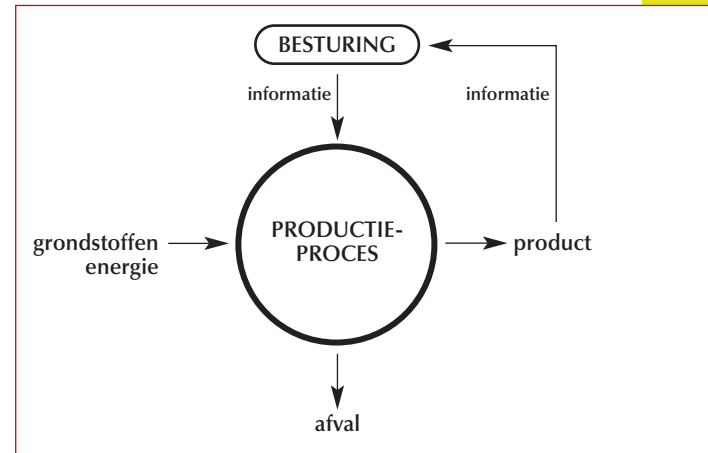 BESTURING
informatie
informatie
PRODUCTIE-
PROCES
grondstoffen
energie
product
afval